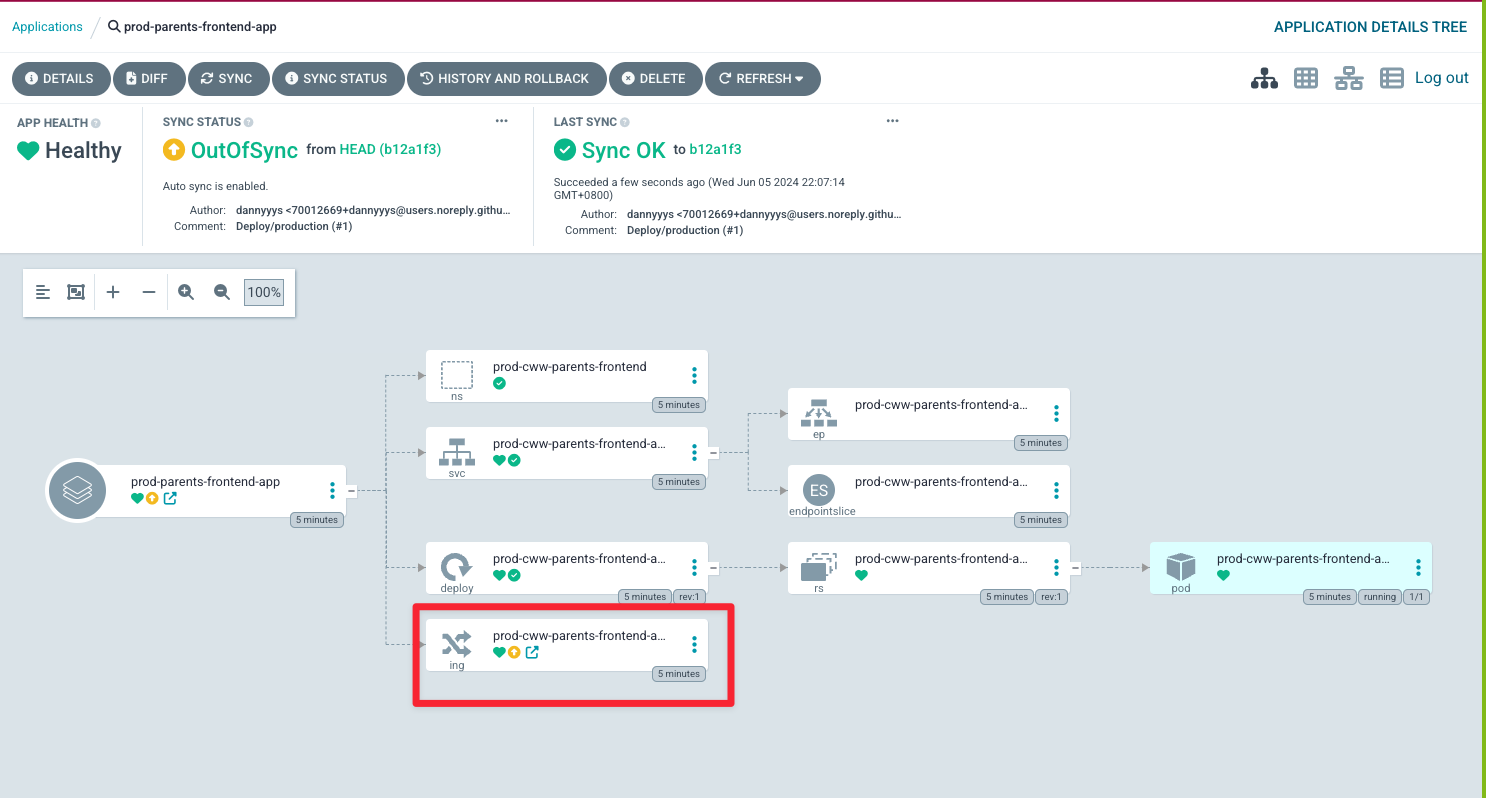 Applications / prod-parents-frontend-app
APPLICATION DETAILS TREE
DETAILS DIFF SYNC SYNC STATUS HISTORY AND ROLLBACK DELETE REFRESH
Log out
APP HEALTH
Healthy
SYNC STATUS
OutOfSync from HEAD (b12a1f3)
Auto sync is enabled.
Author: dannyyys <70012669+dannyyys@users.noreply.githu...
Comment: Deploy/production (#1)
LAST SYNC
Sync OK to b12a1f3
Succeeded a few seconds ago (Wed Jun 05 2024 22:07:14
GMT+0800)
Author: dannyyys <70012669+dannyyys@users.noreply.githu...
Comment: Deploy/production (#1)
100%
prod-parents-frontend-app
5 minutes
prod-cww-parents-frontend
ns
5 minutes
prod-cww-parents-frontend-a...
svc
5 minutes
prod-cww-parents-frontend-a...
ep
5 minutes
ES
prod-cww-parents-frontend-a...
endpointslice
5 minutes
prod-cww-parents-frontend-a...
deploy
5 minutes rev:1
prod-cww-parents-frontend-a...
rs
5 minutes rev:1
prod-cww-parents-frontend-a...
pod
5 minutes running 1/1
prod-cww-parents-frontend-a...
ing
5 minutes